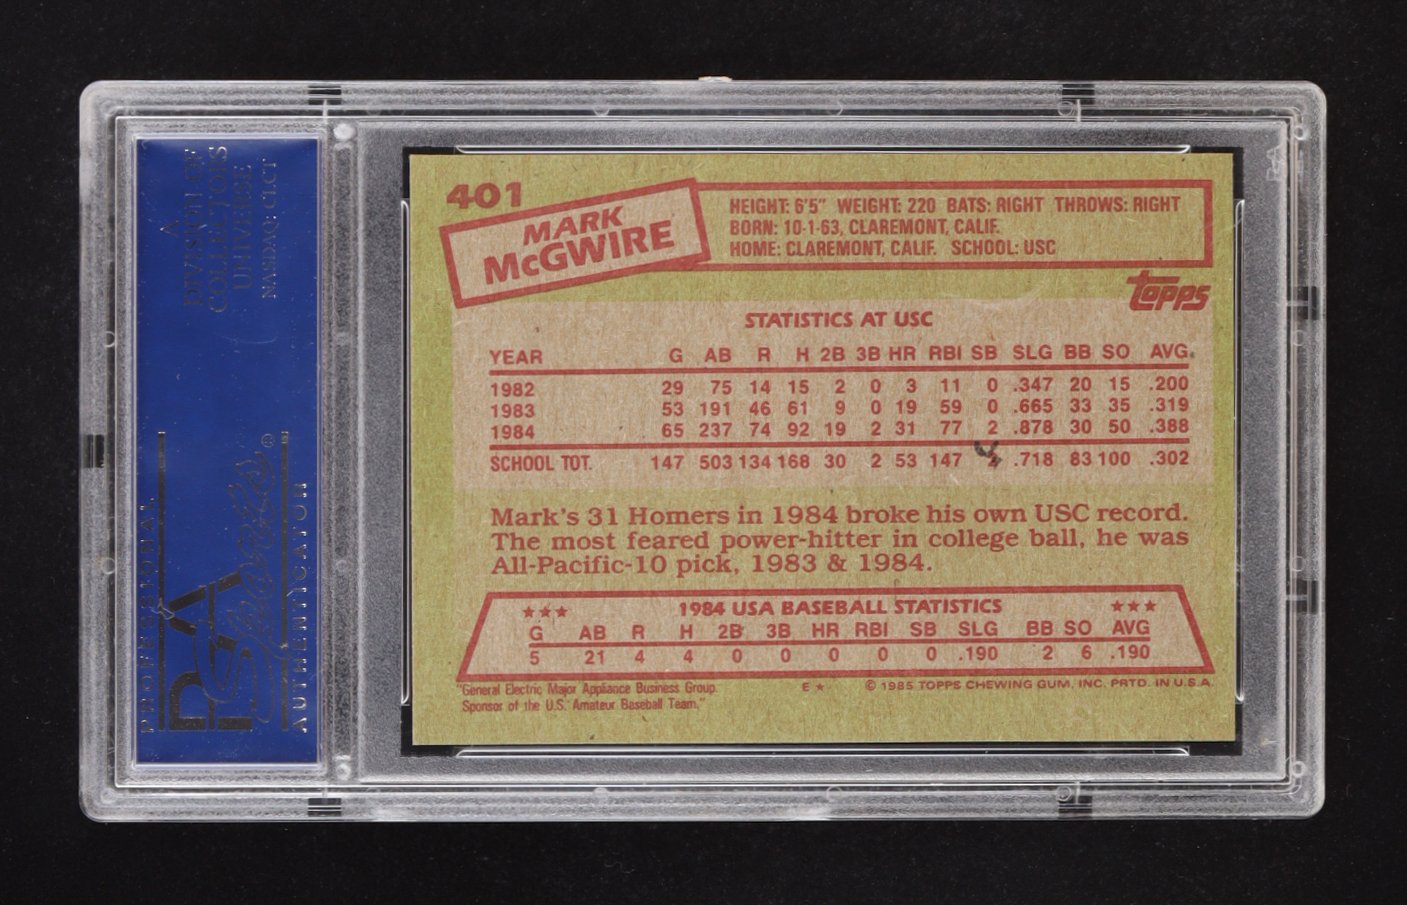 A
DIVISION OF
COLLECTORS
UNIVERSE
NASDAQ: CLCT
PROFESSIONAL
PSA
Sports ®
AUTHENTICATOR
401
MARK
McGWIRE
HEIGHT: 6'5" WEIGHT: 220 BATS: RIGHT THROWS: RIGHT
BORN: 10-1-63, CLAREMONT, CALIF.
HOME: CLAREMONT, CALIF. SCHOOL: USC
Topps
STATISTICS AT USC
YEAR G AB R H 2B 3B HR RBI SB SLG BB SO AVG.
1982 29 75 14 15 2 0 3 11 0 .347 20 15 .200
1983 53 191 46 61 9 0 19 59 0 .665 33 35 .319
1984 65 237 74 92 19 2 31 77 2 .878 30 50 .388
SCHOOL TOT. 147 503 134 168 30 2 53 147 2 .718 83 100 .302
Mark's 31 Homers in 1984 broke his own USC record.
The most feared power-hitter in college ball, he was
All-Pacific-10 pick, 1983 & 1984.
★★★ 1984 USA BASEBALL STATISTICS ★★★
G AB R H 2B 3B HR RBI SB SLG BB SO AVG
5 21 4 4 0 0 0 0 0 .190 2 6 .190
"General Electric Major Appliance Business Group.
Sponsor of the U.S. Amateur Baseball Team."
E★ © 1985 TOPPS CHEWING GUM, INC. PRTD. IN U.S.A.